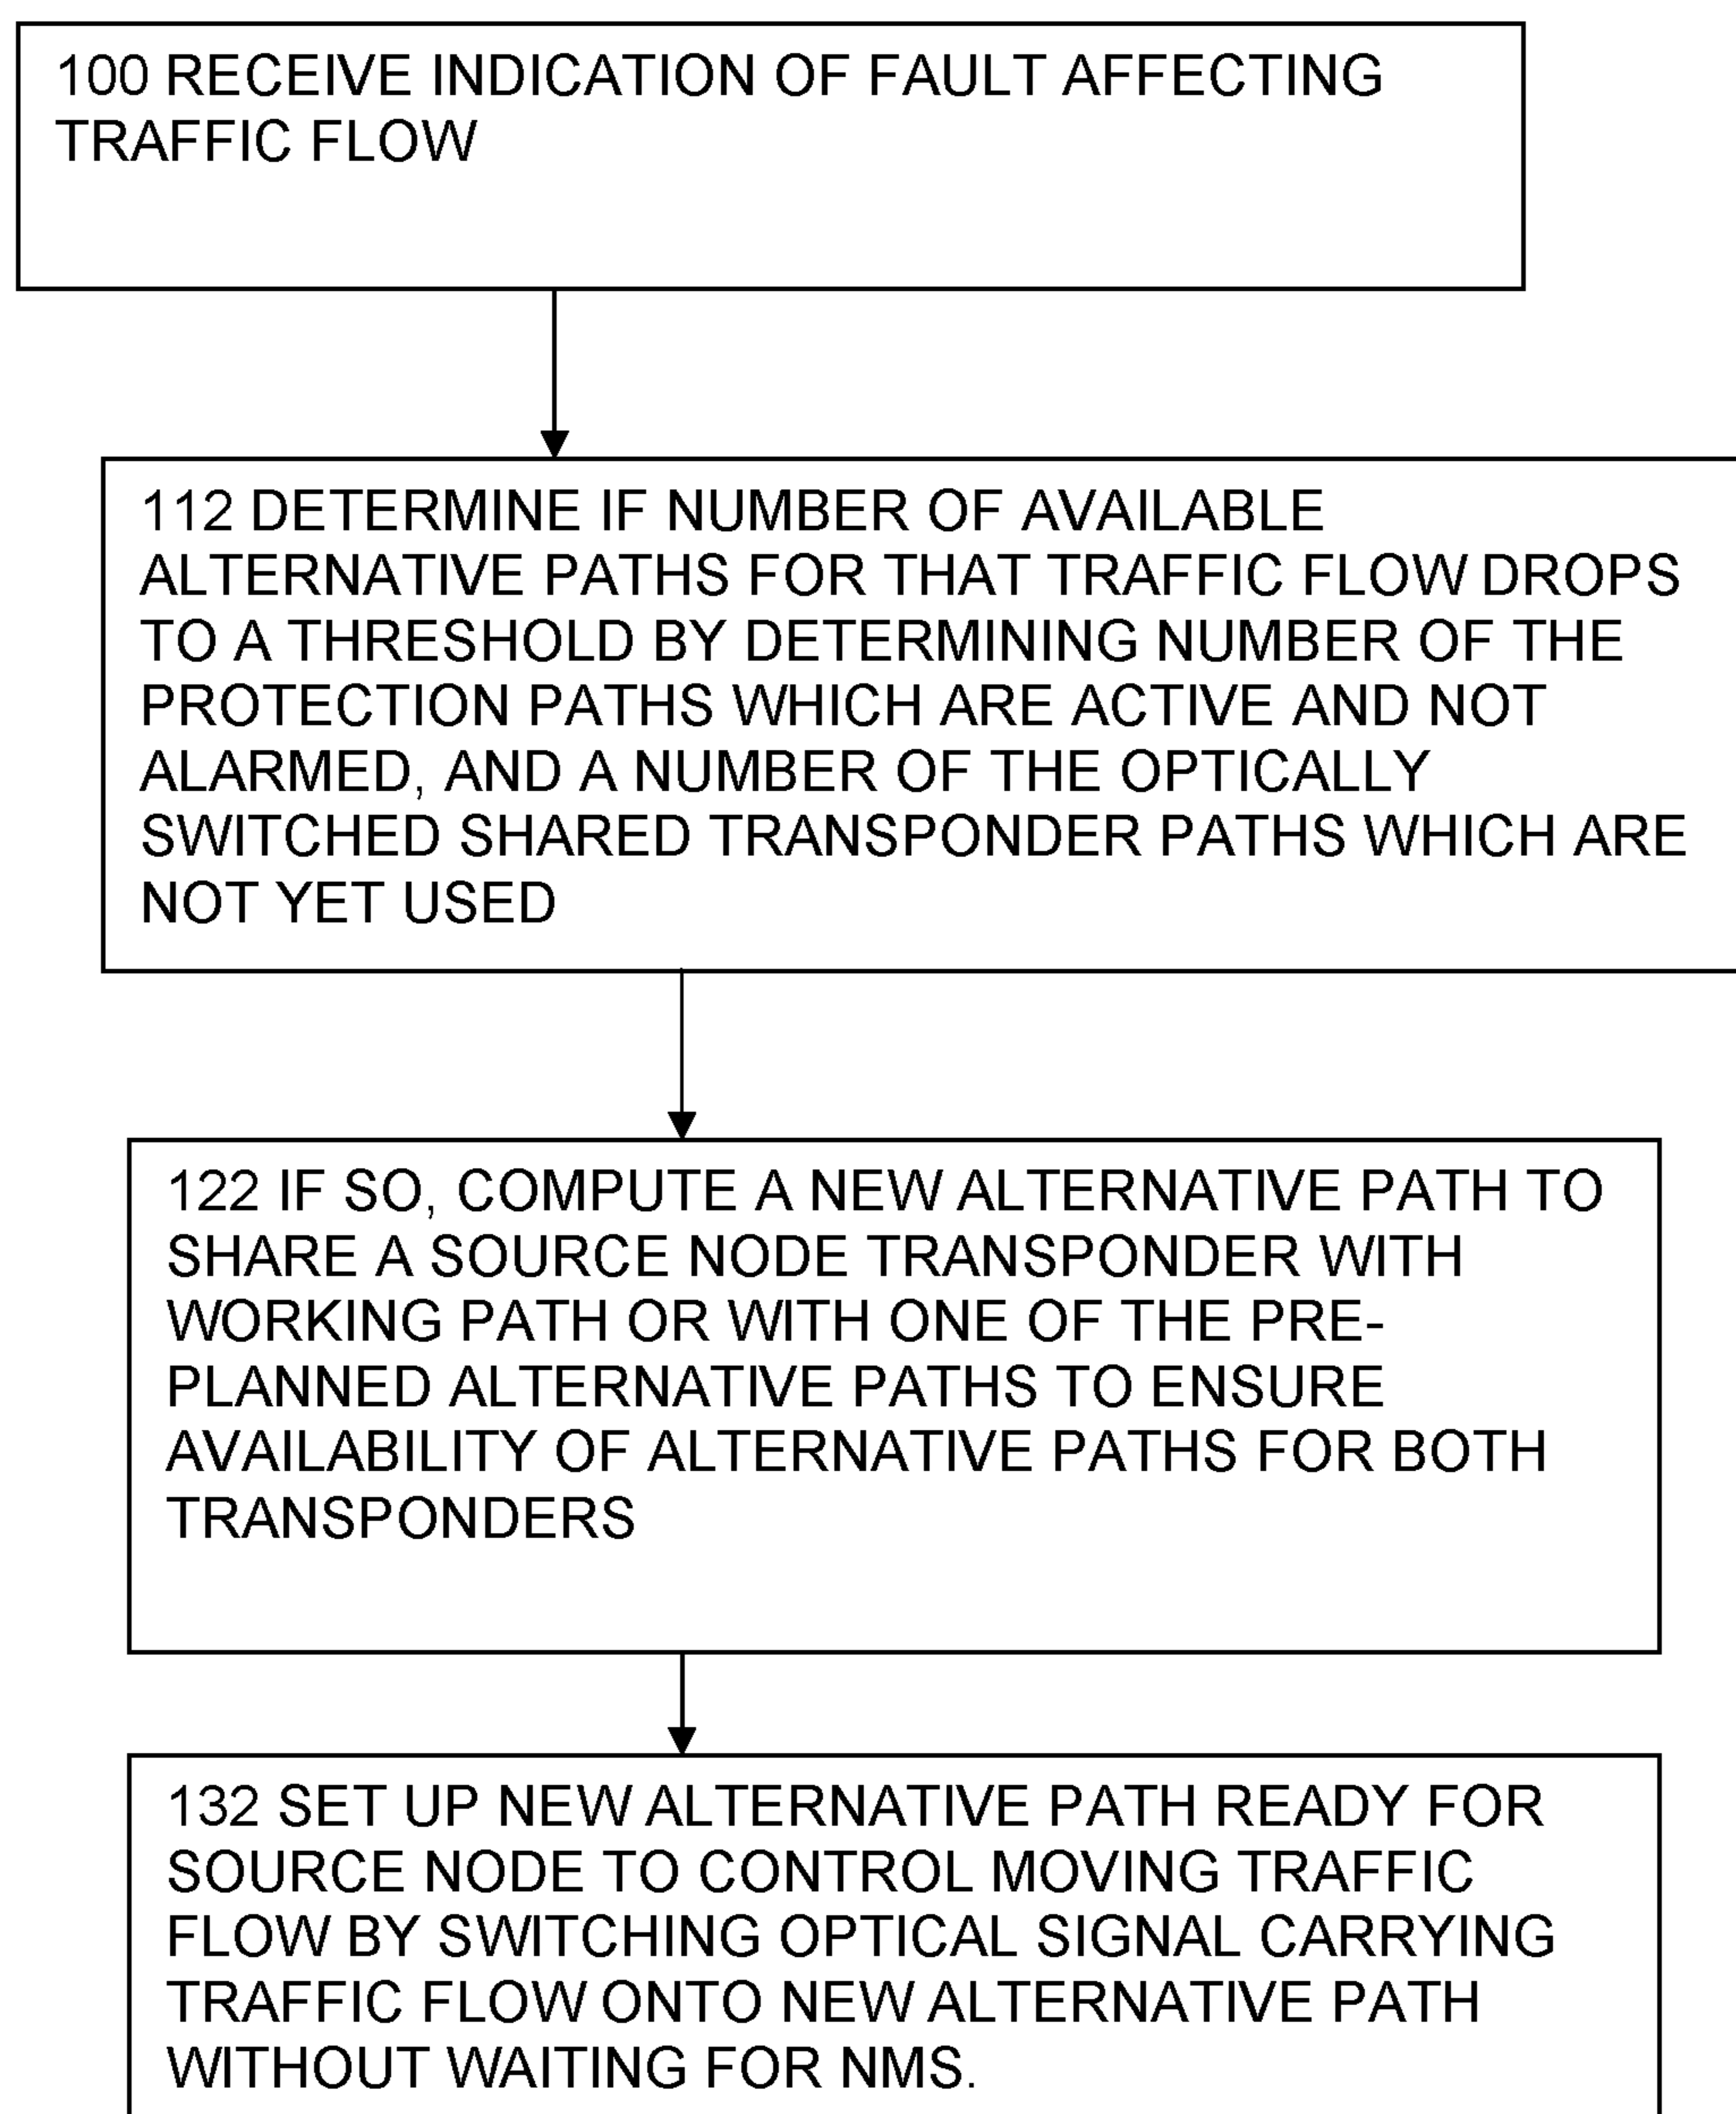 100 RECEIVE INDICATION OF FAULT AFFECTING
TRAFFIC FLOW
112 DETERMINE IF NUMBER OF AVAILABLE
ALTERNATIVE PATHS FOR THAT TRAFFIC FLOW DROPS
TO A THRESHOLD BY DETERMINING NUMBER OF THE
PROTECTION PATHS WHICH ARE ACTIVE AND NOT
ALARMED, AND A NUMBER OF THE OPTICALLY
SWITCHED SHARED TRANSPONDER PATHS WHICH ARE
NOT YET USED
122 IF SO, COMPUTE A NEW ALTERNATIVE PATH TO
SHARE A SOURCE NODE TRANSPONDER WITH
WORKING PATH OR WITH ONE OF THE PRE-
PLANNED ALTERNATIVE PATHS TO ENSURE
AVAILABILITY OF ALTERNATIVE PATHS FOR BOTH
TRANSPONDERS
132 SET UP NEW ALTERNATIVE PATH READY FOR
SOURCE NODE TO CONTROL MOVING TRAFFIC
FLOW BY SWITCHING OPTICAL SIGNAL CARRYING
TRAFFIC FLOW ONTO NEW ALTERNATIVE PATH
WITHOUT WAITING FOR NMS.